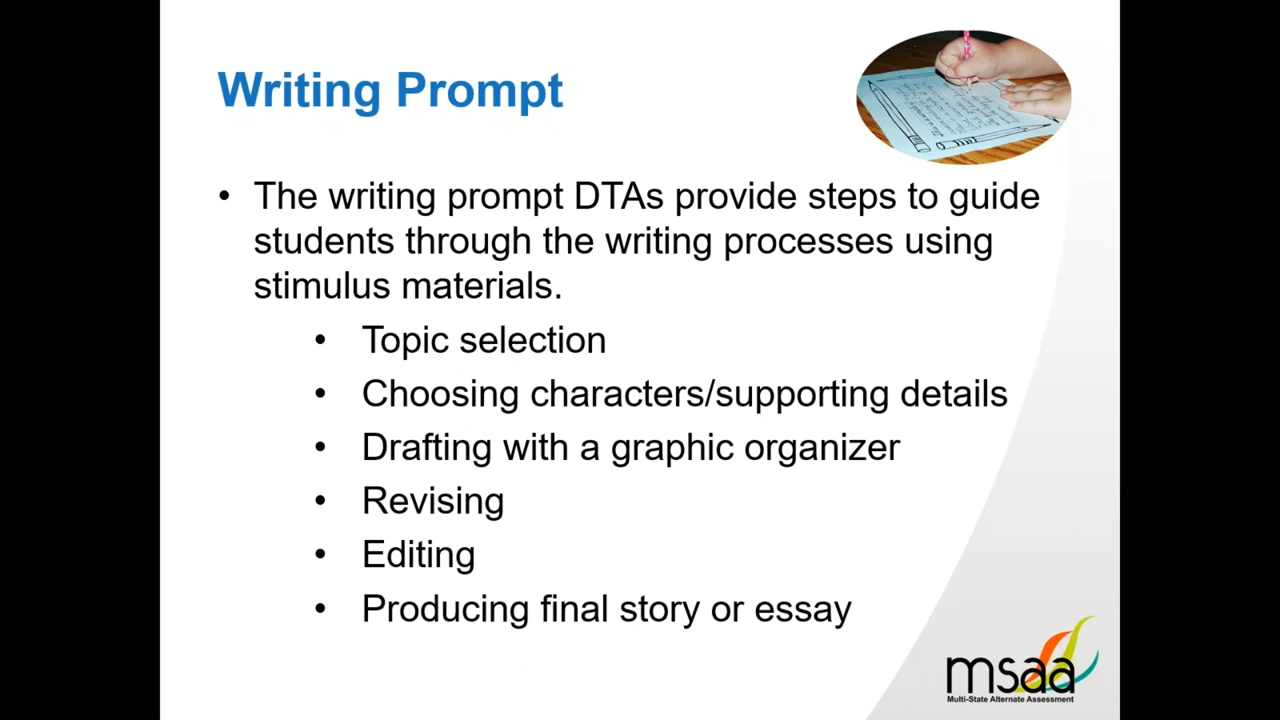 Writing Prompt
• The writing prompt DTAs provide steps to guide
students through the writing processes using
stimulus materials.
• Topic selection
• Choosing characters/supporting details
• Drafting with a graphic organizer
• Revising
• Editing
• Producing final story or essay
msaa
Multi-State Alternate Assessment